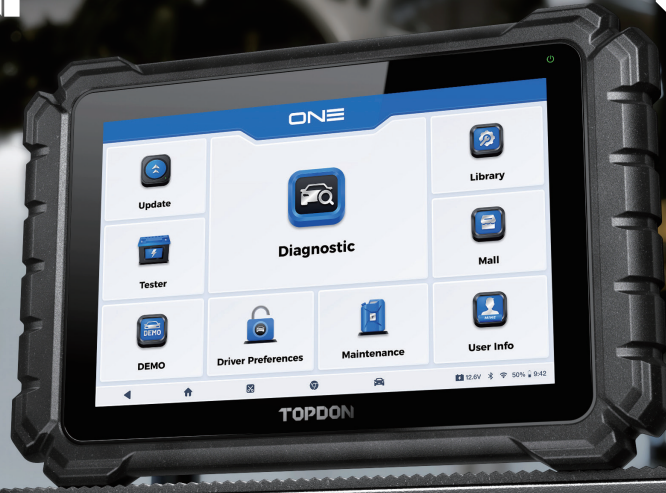 ONE
Update
Diagnostic
Library
Tester
Mall
DEMO
DEMO
Driver Preferences
Maintenance
User Info
12.6V 50% 9:42
TOPDON